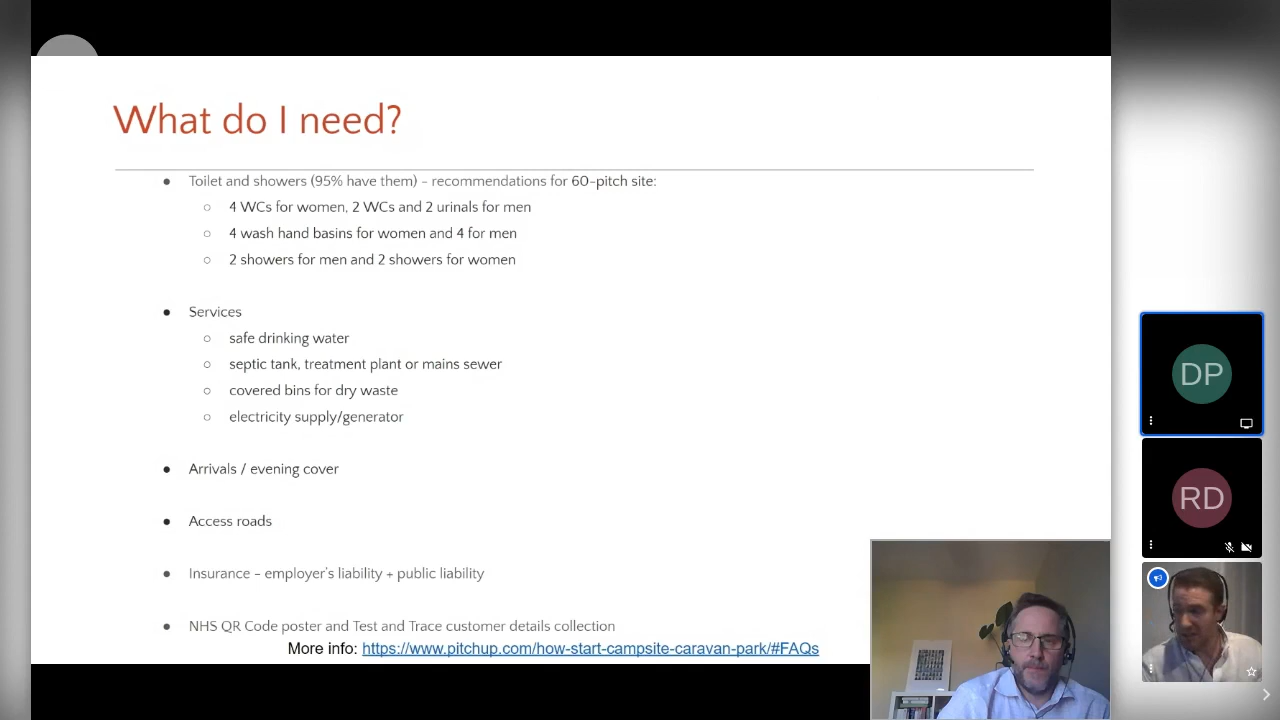 What do I need?
● Toilet and showers (95% have them) - recommendations for 60-pitch site:
○ 4 WCs for women, 2 WCs and 2 urinals for men
○ 4 wash hand basins for women and 4 for men
○ 2 showers for men and 2 showers for women
● Services
○ safe drinking water
○ septic tank, treatment plant or mains sewer
○ covered bins for dry waste
○ electricity supply/generator
● Arrivals / evening cover
● Access roads
● Insurance – employer's liability + public liability
● NHS QR Code poster and Test and Trace customer details collection
More info: https://www.pitchup.com/how-start-campsite-caravan-park/#FAQs
DP
RD